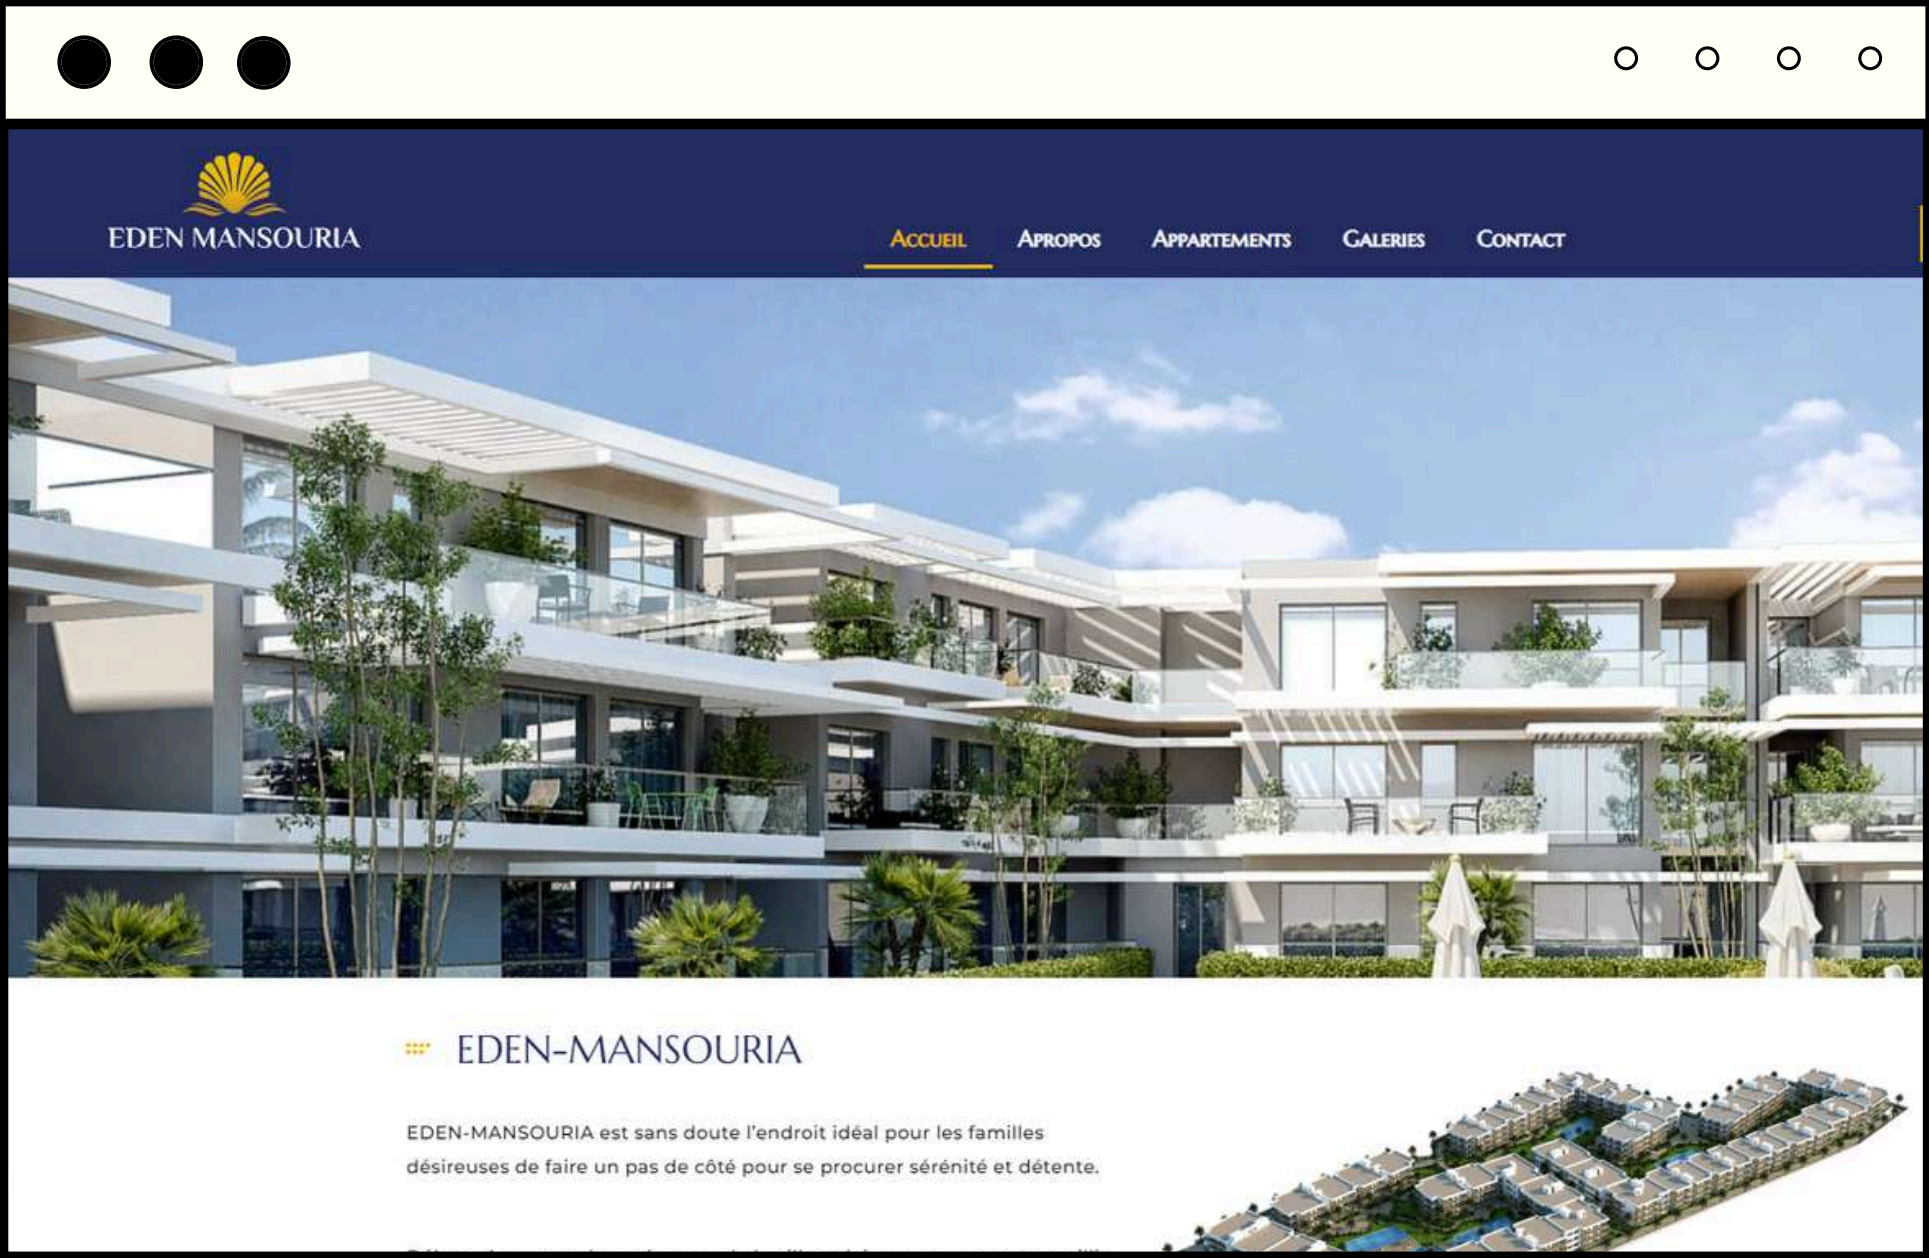 EDEN MANSOURIA
Accueil Apropos Appartements Galeries Contact
EDEN-MANSOURIA
EDEN-MANSOURIA est sans doute l'endroit idéal pour les familles
désireuses de faire un pas de côté pour se procurer sérénité et détente.